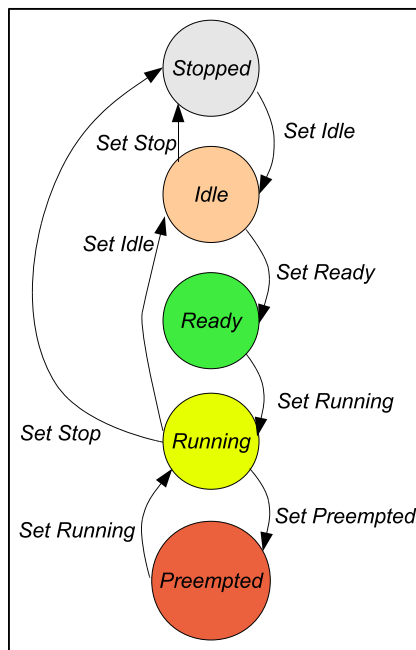 Stopped
Set Idle
Set Stop
Idle
Set Idle
Set Ready
Ready
Set Running
Set Stop
Running
Set Preempted
Set Running
Preempted